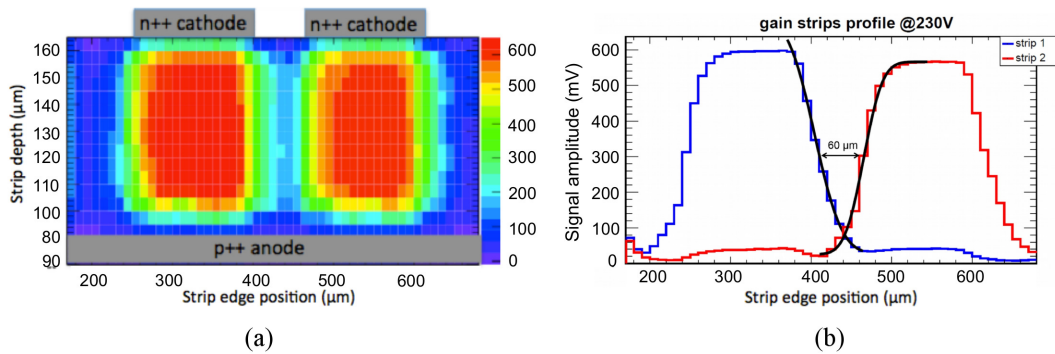 n++ cathode n++ cathode
160
150
140
130
120
110
100
80
90
Strip depth (μm)
p++ anode
200 300 400 500 600
Strip edge position (μm)
600
500
400
300
200
100
0
(a)
gain strips profile @230V
strip 1
strip 2
600
500
400
300
200
100
0
Signal amplitude (mV)
60 μm
200 300 400 500 600
Strip edge position (μm)
(b)